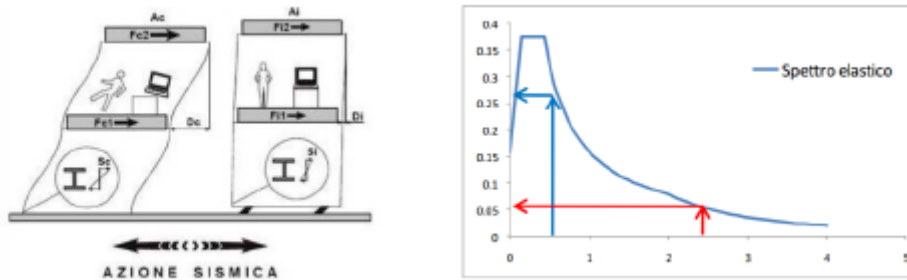 Ac
Ai
Fc2
Fi2
Fc1
Dc
Fi1
Di
Sc
Si
AZIONE SISMICA
0.4
0.35
0.3
0.25
0.2
0.15
0.1
0.05
0
0
1
2
3
4
5
Spettro elastico